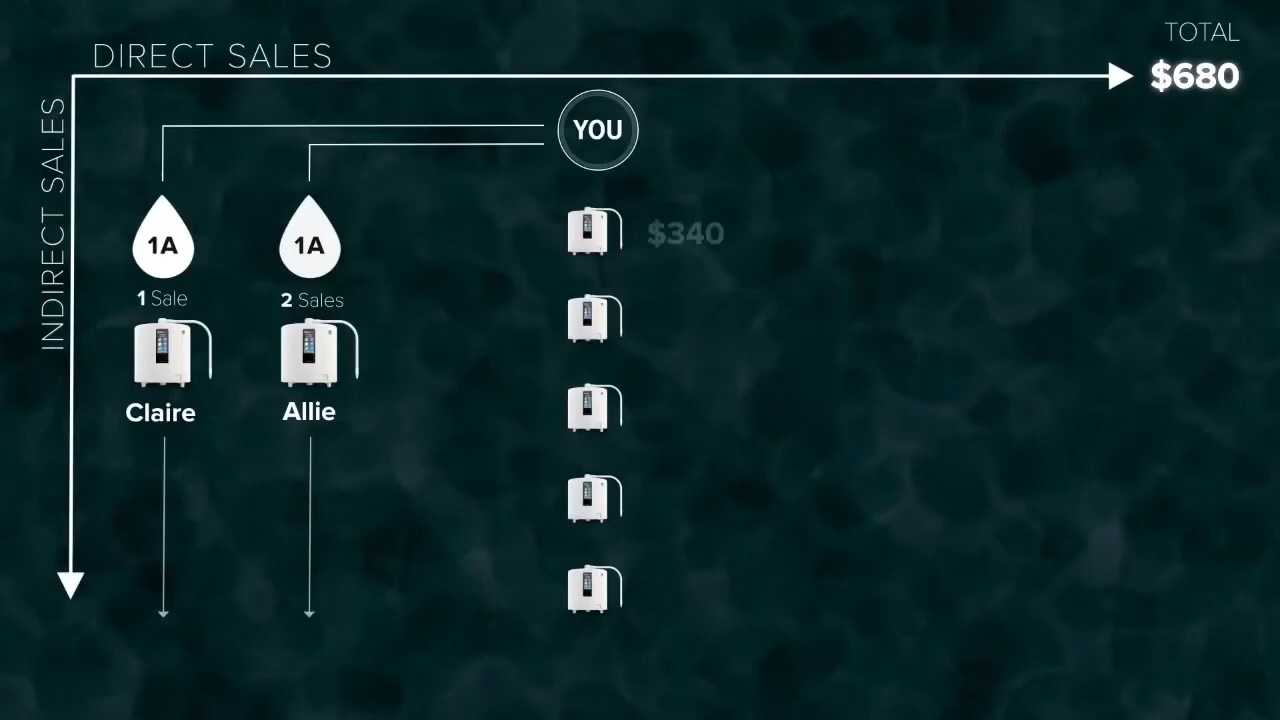 DIRECT SALES
TOTAL
$680
INDIRECT SALES
YOU
1A
1A
$340
1 Sale
2 Sales
Claire
Allie